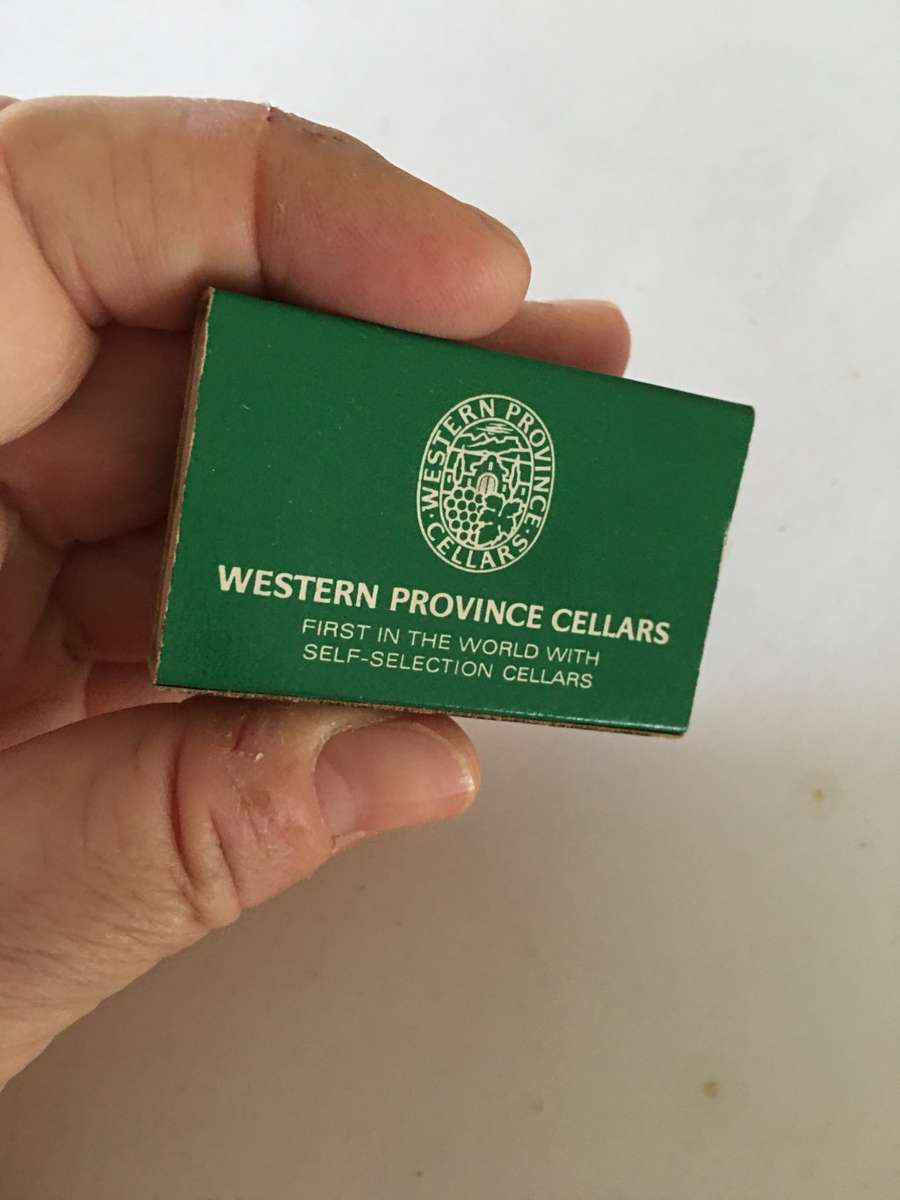 WESTERN PROVINCE
· CELLARS ·
WESTERN PROVINCE CELLARS
FIRST IN THE WORLD WITH
SELF-SELECTION CELLARS